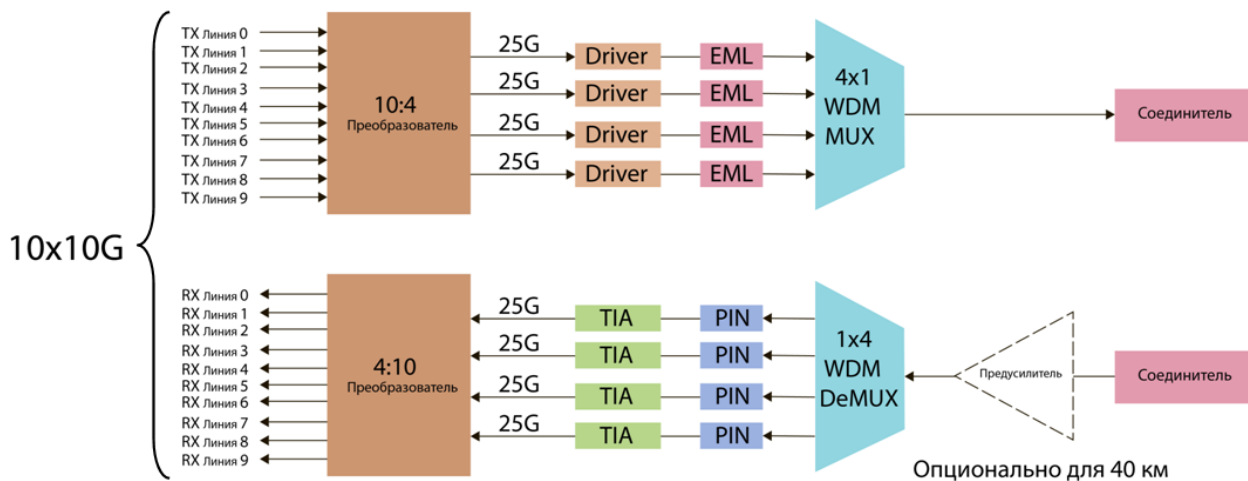 10x10G
TX Линия 0
TX Линия 1
TX Линия 2
TX Линия 3
TX Линия 4
TX Линия 5
TX Линия 6
TX Линия 7
TX Линия 8
TX Линия 9
10:4
Преобразователь
25G
25G
25G
25G
Driver
Driver
Driver
Driver
EML
EML
EML
EML
4x1
WDM
MUX
Соединитель
RX Линия 0
RX Линия 1
RX Линия 2
RX Линия 3
RX Линия 4
RX Линия 5
RX Линия 6
RX Линия 7
RX Линия 8
RX Линия 9
4:10
Преобразователь
25G
25G
25G
25G
TIA
TIA
TIA
TIA
PIN
PIN
PIN
PIN
1x4
WDM
DeMUX
Предусилитель
Соединитель
Опционально для 40 км